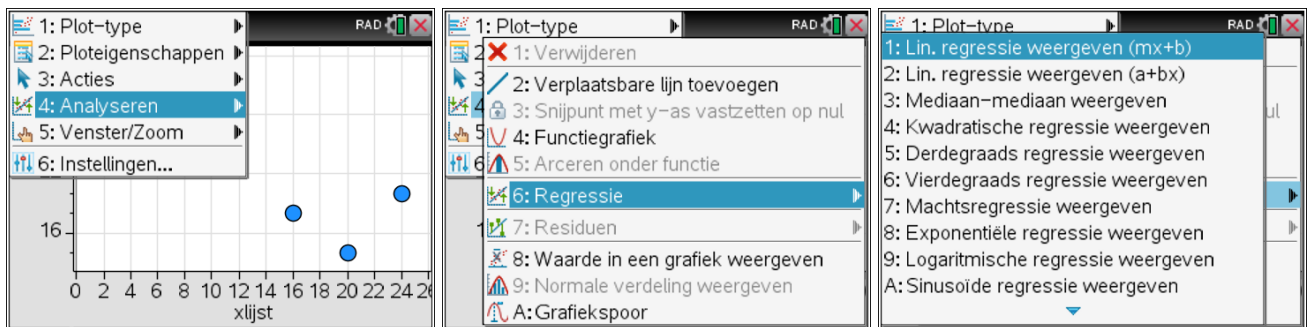 1: Plot-type
RAD
2: Ploteigenschappen
3: Acties
4: Analyseren
5: Venster/Zoom
6: Instellingen...
16
0 2 4 6 8 10 12 14 16 18 20 22 24 26
xlijst
1: Plot-type
RAD
1: Verwijderen
2: Verplaatsbare lijn toevoegen
3: Snijpunt met y-as vastzetten op nul
4: Functiegrafiek
5: Arceren onder functie
6: Regressie
7: Residuen
8: Waarde in een grafiek weergeven
9: Normale verdeling weergeven
A: Grafiekspoor
1: Plot-type
RAD
1: Lin. regressie weergeven (mx+b)
2: Lin. regressie weergeven (a+bx)
3: Mediaan-mediaan weergeven
4: Kwadratische regressie weergeven
ul
5: Derdegraads regressie weergeven
6: Vierdegraads regressie weergeven
7: Machtsregressie weergeven
8: Exponentiële regressie weergeven
9: Logaritmische regressie weergeven
A: Sinusoïde regressie weergeven